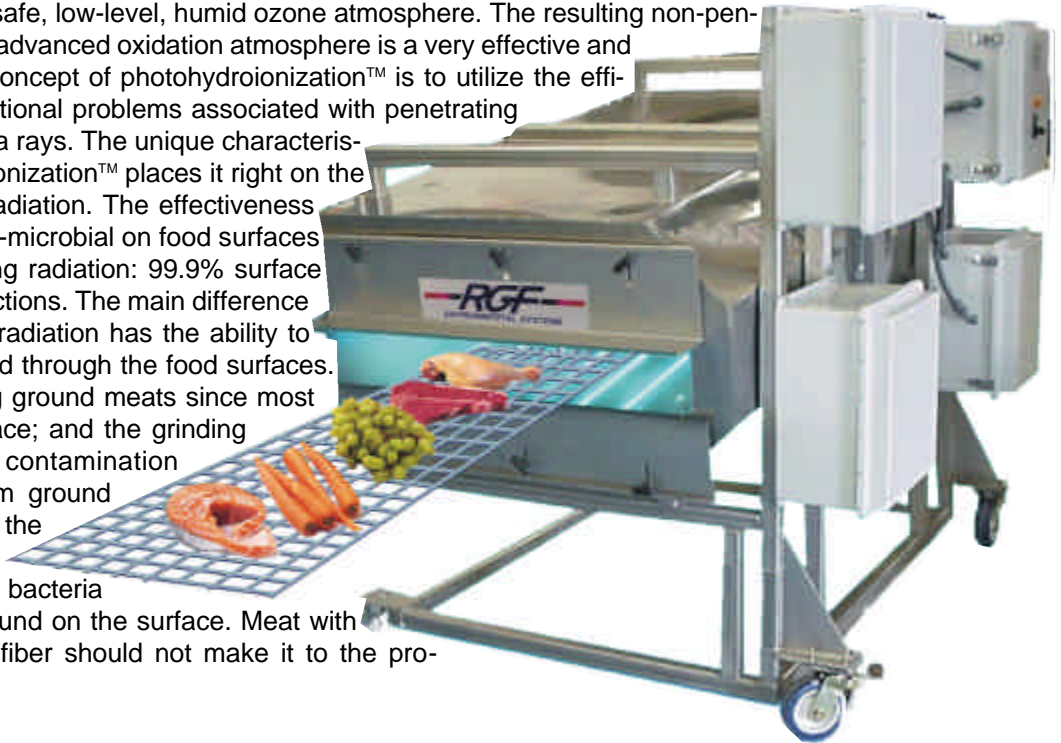 safe, low-level, humid ozone atmosphere. The resulting non-pen-
advanced oxidation atmosphere is a very effective and
oncept of photohydroionization™ is to utilize the effi-
tional problems associated with penetrating
a rays. The unique characteris-
onization™ places it right on the
adiation. The effectiveness
-microbial on food surfaces
ng radiation: 99.9% surface
ctions. The main difference
radiation has the ability to
d through the food surfaces.
g ground meats since most
ace; and the grinding
contamination
m ground
the
bacteria
und on the surface. Meat with
fiber should not make it to the pro-
RGF
ENVIRONMENTAL SYSTEMS